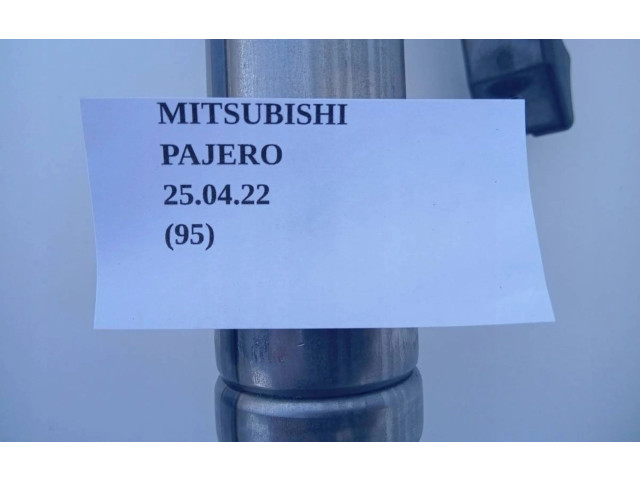 MITSUBISHI
PAJERO
25.04.22
(95)